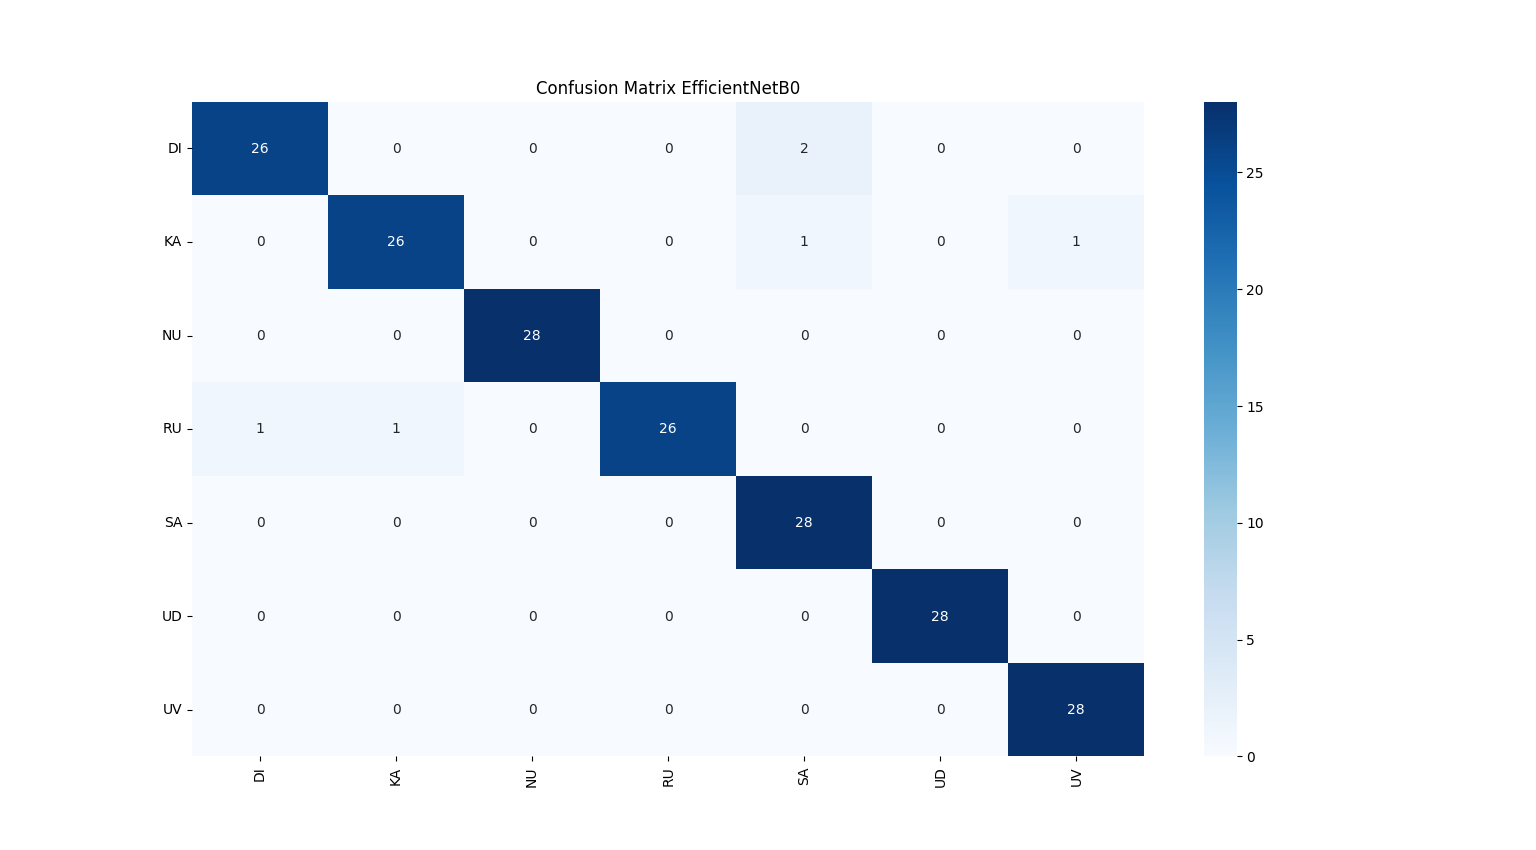 Confusion Matrix EfficientNetB0
DI 26 0 0 0 2 0 0
KA 0 26 0 0 1 0 1
NU 0 0 28 0 0 0 0
RU 1 1 0 26 0 0 0
SA 0 0 0 0 28 0 0
UD 0 0 0 0 0 28 0
UV 0 0 0 0 0 0 28
DI KA NU RU SA UD UV
25
20
15
10
5
0